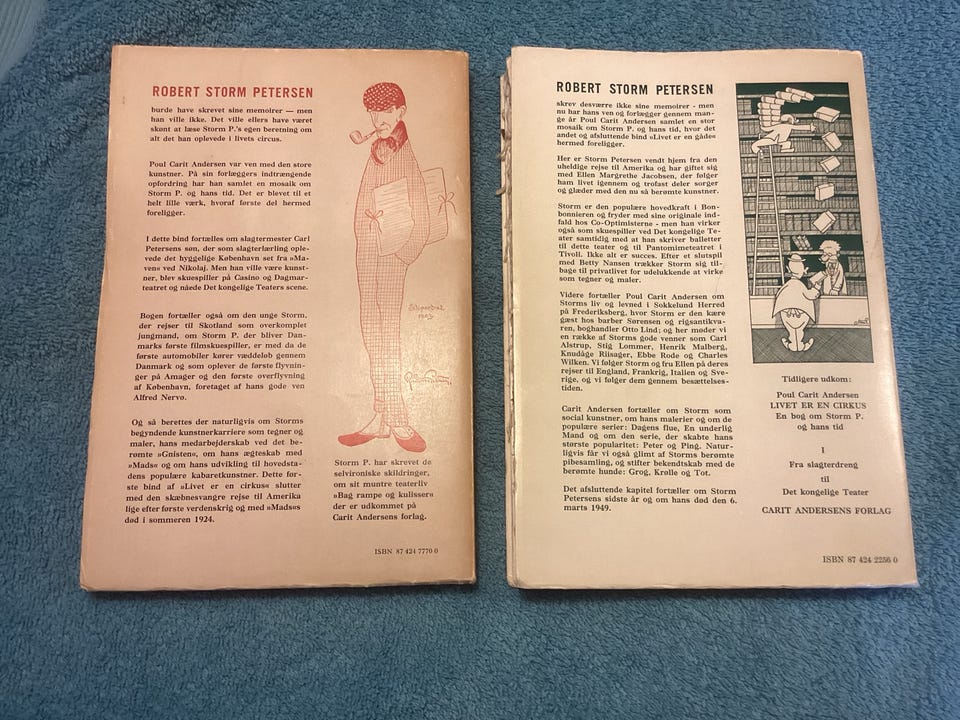 ROBERT STORM PETERSEN
burde have skrevet sine memoirer — men
han ville ikke. Det ville ellers have været
skønt at læse Storm P.'s egen beretning om
alt det han oplevede i livets circus.
Poul Carit Andersen var ven med den store
kunstner. På sin forlæggers indtrængende
opfordring har han samlet en mosaik om
Storm P. og hans tid. Det er blevet til et
helt lille værk, hvoraf første del hermed
foreligger.
I dette bind fortælles om slagtermester Carl
Petersens søn, der som slagterlærling ople-
vede det hyggelige København set fra »Ma-
ven« ved Nikolaj. Men han ville være kunst-
ner, blev skuespiller på Casino og Dagmar-
teatret og nåede Det kongelige Teaters scene.
Bogen fortæller også om den unge Storm,
der rejser til Skotland som overkomplet
jungmand, om Storm P. der bliver Dan-
marks første filmskuespiller, er med da de
første automobiler kører væddeløb gennem
Danmark og som oplever de første flyvnin-
ger på Amager og den første overflyvning
af København, foretaget af hans gode ven
Alfred Nervø.
Og så berettes der naturligvis om Storms
begyndende kunstnerkarriere som tegner og
maler, hans medarbejderskab ved det be-
rømte »Gnisten«, om hans ægteskab med
»Mads« og om hans udvikling til hovedsta-
dens populære kabaretkunstner. Dette før-
ste bind af »Livet er en cirkus« slutter
med den skæbnesvangre rejse til Amerika
lige efter første verdenskrig og med »Mads«s
død i sommeren 1924.
1903
Storm P. har skrevet de
selvironiske skildringer,
om sit muntre teaterliv
»Bag rampe og kulisser«
der er udkommet på
Carit Andersens forlag.
ISBN 87 424 7770 0
ROBERT STORM PETERSEN
skrev desværre ikke sine memoirer - men
nu har hans ven og forlægger gennem man-
ge år Poul Carit Andersen samlet en stor
mosaik om Storm P. og hans tid, hvor det
andet og afsluttende bind »Livet er en gåde«
hermed foreligger.
Her er Storm Petersen vendt hjem fra den
uheldige rejse til Amerika og har giftet sig
med Ellen Margrethe Jacobsen, der følger
ham livet igennem og trofast deler sorger
og glæder med den nu så berømte kunstner.
Storm er den populære hovedkraft i Bon-
bonnieren og fryder med sine originale ind-
fald hos Co-Optimisterne - men han virker
også som skuespiller ved Det kongelige Te-
ater samtidig med at han skriver balletter
til dette teater og til Pantomimeteatret i
Tivoli. Ikke alt er succes. Efter et slutspil
med Betty Nansen trækker Storm sig til-
bage til privatlivet for udelukkende at virke
som tegner og maler.
Videre fortæller Poul Carit Andersen om
Storms liv og levned i Sokkelund Herred
på Frederiksberg, hvor Storm er den kære
gæst hos barber Sørensen og rigsantikva-
ren, boghandler Otto Lind; og her møder vi
en række af Storms gode venner som Carl
Alstrup, Stig Lommer, Henrik Malberg,
Knudåge Riisager, Ebbe Rode og Charles
Wilken. Vi følger Storm og fru Ellen på deres
rejser til England, Frankrig, Italien og Sve-
rige, og vi følger dem gennem besættelses-
tiden.
Carit Andersen fortæller om Storm som
social kunstner, om hans malerier og om de
populære serier: Dagens flue, En underlig
Mand og om den serie, der skabte hans
største popularitet: Peter og Ping. Natur-
ligvis får vi også glimt af Storms berømte
pibesamling, og stifter bekendtskab med de
berømte hunde: Grog, Krølle og Tot.
Det afsluttende kapitel fortæller om Storm
Petersens sidste år og om hans død den 6.
marts 1949.
Tidligere udkom:
Poul Carit Andersen
LIVET ER EN CIRKUS
En bog om Storm P.
og hans tid
I
Fra slagterdreng
til
Det kongelige Teater
CARIT ANDERSENS FORLAG
ISBN 87 424 2256 0